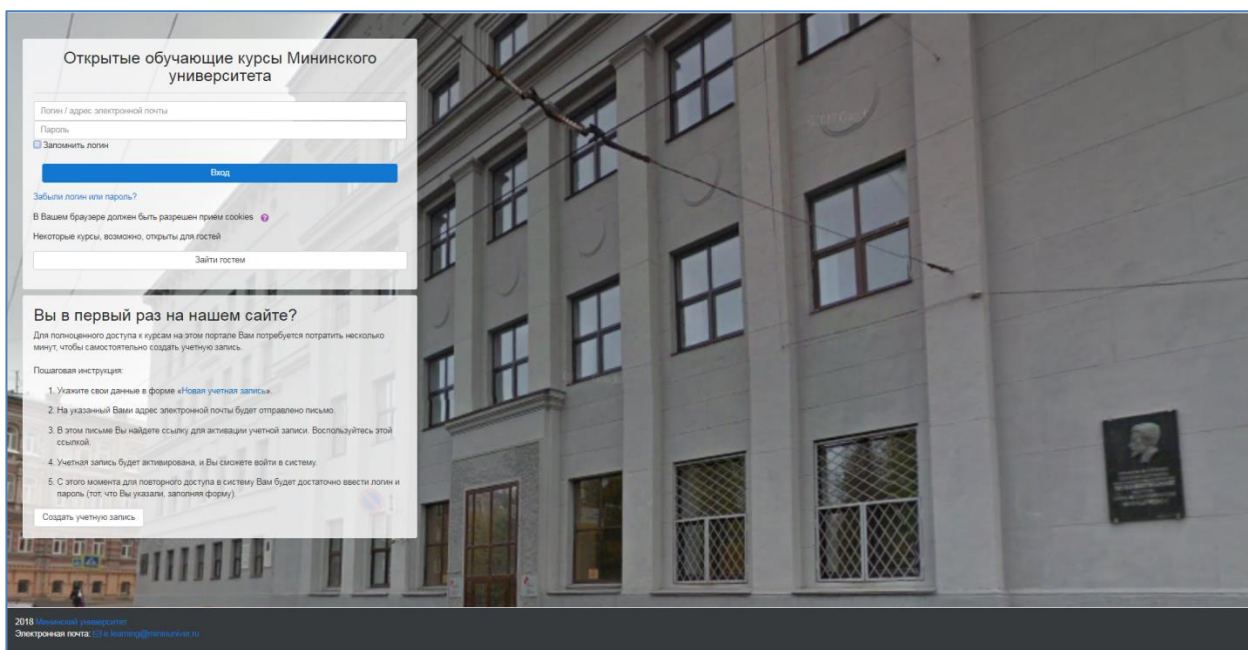 Открытые обучающие курсы Мининского
университета
Логин / адрес электронной почты
Пароль
Запомнить логин
Вход
Забыли логин или пароль?
В Вашем браузере должен быть разрешен прием cookies
Некоторые курсы, возможно, открыты для гостей
Зайти гостем
Вы в первый раз на нашем сайте?
Для полноценного доступа к курсам на этом портале Вам потребуется потратить несколько
минут, чтобы самостоятельно создать учетную запись.
Пошаговая инструкция:
1. Укажите свои данные в форме «Новая учетная запись».
2. На указанный Вами адрес электронной почты будет отправлено письмо.
3. В этом письме Вы найдете ссылку для активации учетной записи. Воспользуйтесь этой
ссылкой.
4. Учетная запись будет активирована, и Вы сможете войти в систему.
5. С этого момента для повторного доступа в систему Вам будет достаточно ввести логин и
пароль (тот, что Вы указали, заполняя форму).
Создать учетную запись
2018 Мининский университет
Электронная почта: e.learning@mininuniver.ru